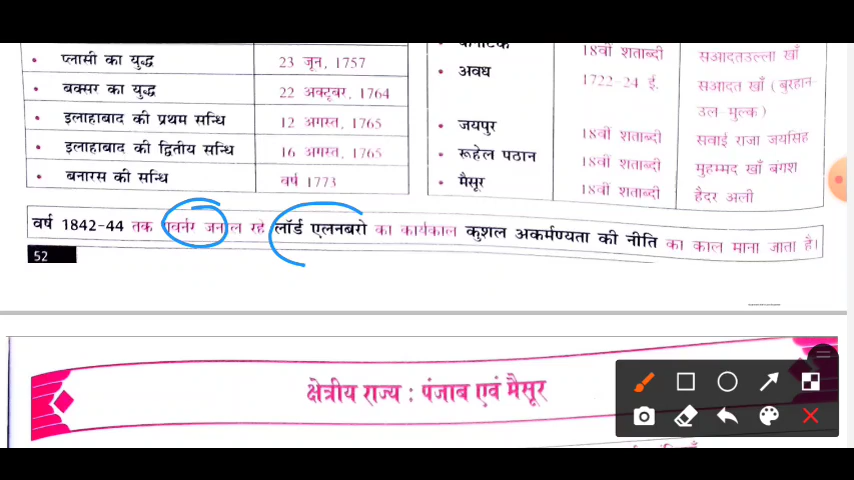 कर्नाटक 18वीं शताब्दी सआदतउल्ला खाँ
प्लासी का युद्ध 23 जून, 1757
अवध 1722-24 ई. सआदत खाँ (बुरहान-
उल-मुल्क)
बक्सर का युद्ध 22 अक्टूबर, 1764
इलाहाबाद की प्रथम सन्धि 12 अगस्त, 1765
जयपुर 18वीं शताब्दी सवाई राजा जयसिंह
इलाहाबाद की द्वितीय सन्धि 16 अगस्त, 1765
रूहेल पठान 18वीं शताब्दी मुहम्मद खाँ बंगश
बनारस की सन्धि वर्ष 1773
मैसूर 18वीं शताब्दी हैदर अली
वर्ष 1842-44 तक गवर्नर जनरल रहे लॉर्ड एलनबरो का कार्यकाल कुशल अकर्मण्यता की नीति का काल माना जाता है।
52
क्षेत्रीय राज्य : पंजाब एवं मैसूर